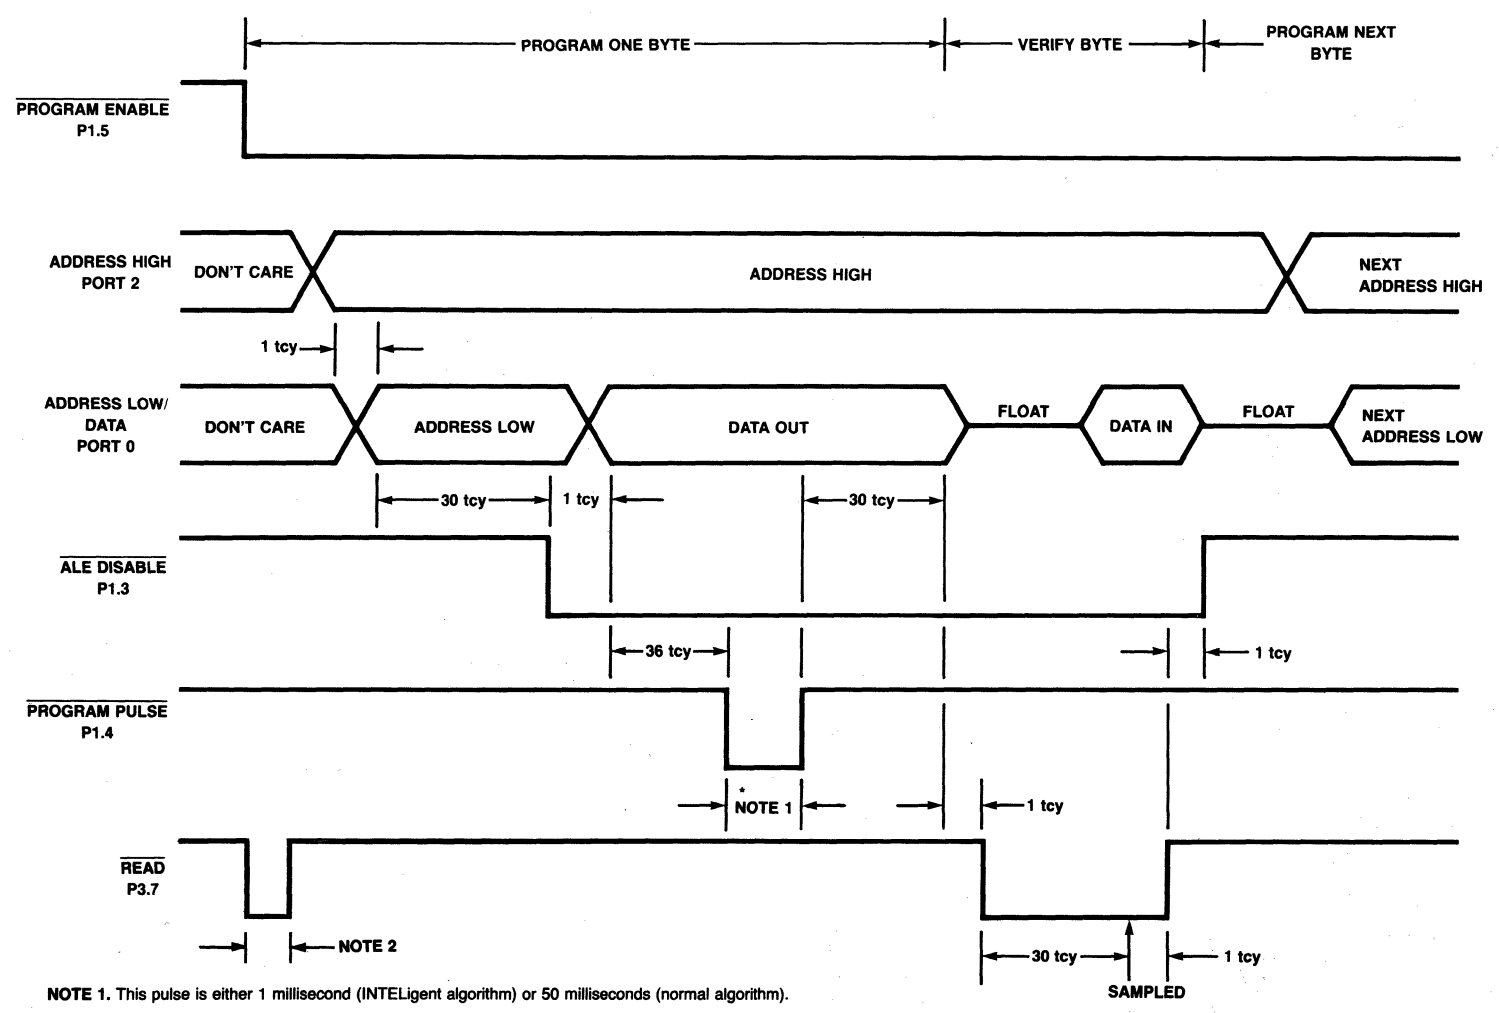 PROGRAM ONE BYTE
VERIFY BYTE
PROGRAM NEXT
BYTE
PROGRAM ENABLE
P1.5
ADDRESS HIGH
PORT 2
DON'T CARE
ADDRESS HIGH
NEXT
ADDRESS HIGH
1 tcy
ADDRESS LOW/
DATA
PORT 0
DON'T CARE
ADDRESS LOW
DATA OUT
FLOAT
DATA IN
FLOAT
NEXT
ADDRESS LOW
30 tcy
1 tcy
30 tcy
ALE DISABLE
P1.3
36 tcy
1 tcy
PROGRAM PULSE
P1.4
*
NOTE 1
1 tcy
READ
P3.7
NOTE 2
30 tcy
1 tcy
SAMPLED
NOTE 1. This pulse is either 1 millisecond (INTELigent algorithm) or 50 milliseconds (normal algorithm).